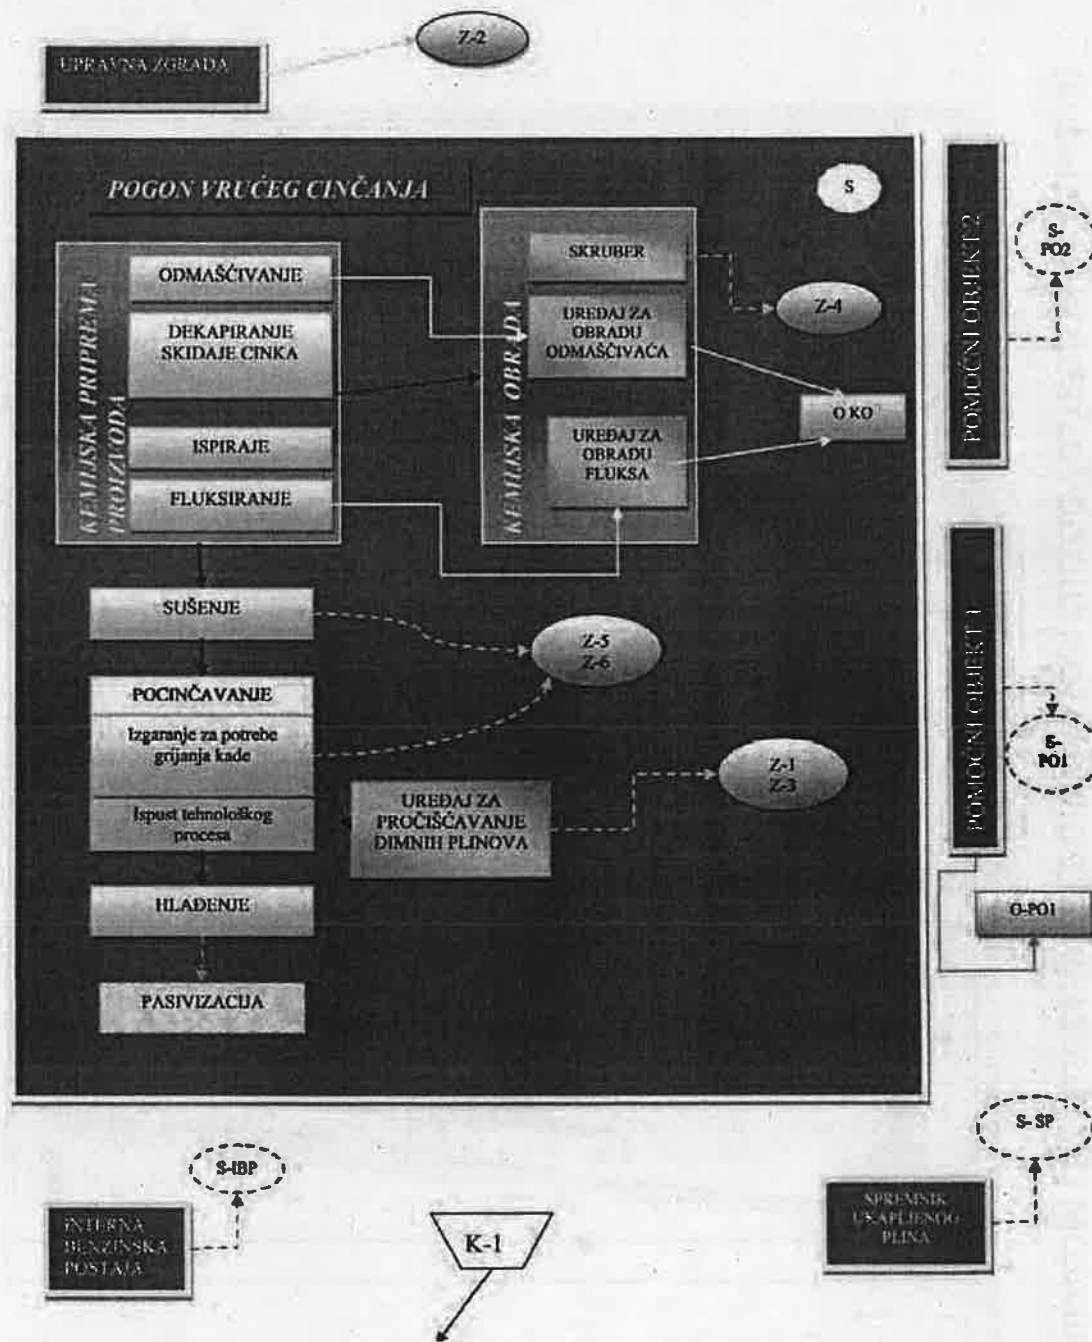 UPRAVNA ZGRADA
Z-2
POGON VRUĆEG CINČANJA
S
KEMIJSKA PRIPREMA
PROIZVODA
ODMAŠĆIVANJE
DEKAPIRANJE
SKIDAJE CINKA
ISPIRAJE
FLUKSIRANJE
KEMIJSKA OBRADA
SKRUBER
UREĐAJ ZA
OBRADU
ODMAŠČIVAĆA
UREĐAJ ZA
OBRADU
FLUKSA
Z-4
O KO
POMOĆNI OBJEKT 2
S-
PO2
SUŠENJE
Z-5
Z-6
POCINČAVANJE
Izgaranje za potrebe
grijanja kade
Ispust tehnološkog
procesa
UREĐAJ ZA
PROČIŠĆAVANJE
DIMNIH PLINOVA
Z-1
Z-3
POMOĆNI OBJEKT 1
S-
PO1
O-PO1
HLAĐENJE
PASIVIZACIJA
S-IBP
INTERNA
BENZINSKA
POSTAJA
K-1
S- SP
SPREMNIK
UKAPLJENOG
PLINA